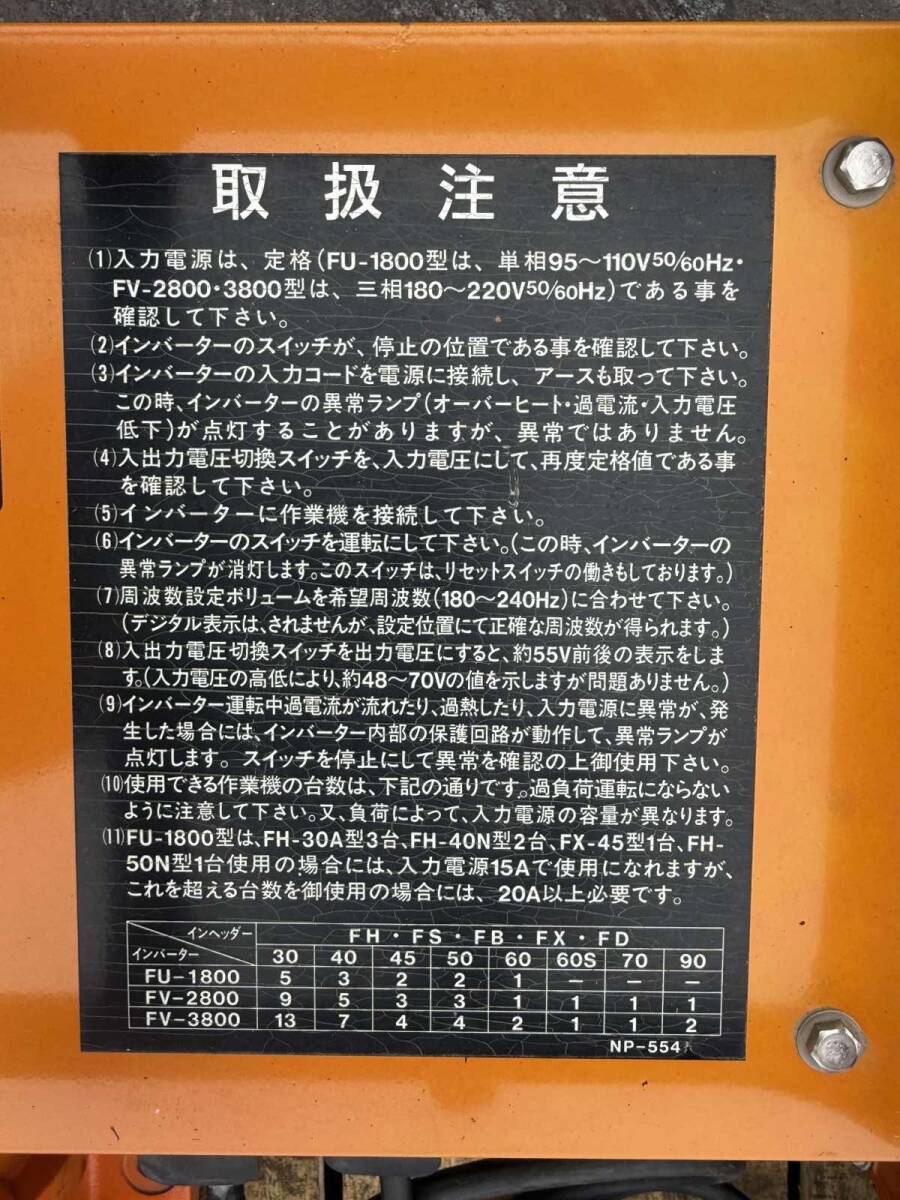 取扱注意
(1)入力電源は、定格(FU-1800型は、単相95〜110V50/60Hz・
FV-2800・3800型は、三相180〜220V50/60Hz)である事を
確認して下さい。
(2)インバーターのスイッチが、停止の位置である事を確認して下さい。
(3)インバーターの入力コードを電源に接続し、アースも取って下さい。
この時、インバーターの異常ランプ(オーバーヒート・過電流・入力電圧
低下)が点灯することがありますが、異常ではありません。
(4)入出力電圧切換スイッチを、入力電圧にして、再度定格値である事
を確認して下さい。
(5)インバーターに作業機を接続して下さい。
(6)インバーターのスイッチを運転にして下さい。(この時、インバーターの
異常ランプが消灯します。このスイッチは、リセットスイッチの働きもしております。)
(7)周波数設定ボリュームを希望周波数(180〜240Hz)に合わせて下さい。
(デジタル表示は、されませんが、設定位置にて正確な周波数が得られます。)
(8)入出力電圧切換スイッチを出力電圧にすると、約55V前後の表示をしま
す。(入力電圧の高低により、約48〜70Vの値を示しますが問題ありません。)
(9)インバーター運転中過電流が流れたり、過熱したり、入力電源に異常が、発
生した場合には、インバーター内部の保護回路が動作して、異常ランプが
点灯します。スイッチを停止にして異常を確認の上御使用下さい。
(10)使用できる作業機の台数は、下記の通りです。過負荷運転にならない
ように注意して下さい。又、負荷によって、入力電源の容量が異なります。
(11)FU-1800型は、FH-30A型3台、FH-40N型2台、FX-45型1台、FH-
50N型1台使用の場合には、入力電源15Aで使用になれますが、
これを超える台数を御使用の場合には、20A以上必要です。
インヘッダー FH・FS・FB・FX・FD
インバーター 30 40 45 50 60 60S 70 90
FU-1800 5 3 2 2 1 − − −
FV-2800 9 5 3 3 1 1 1 1
FV-3800 13 7 4 4 2 1 1 2
NP-554